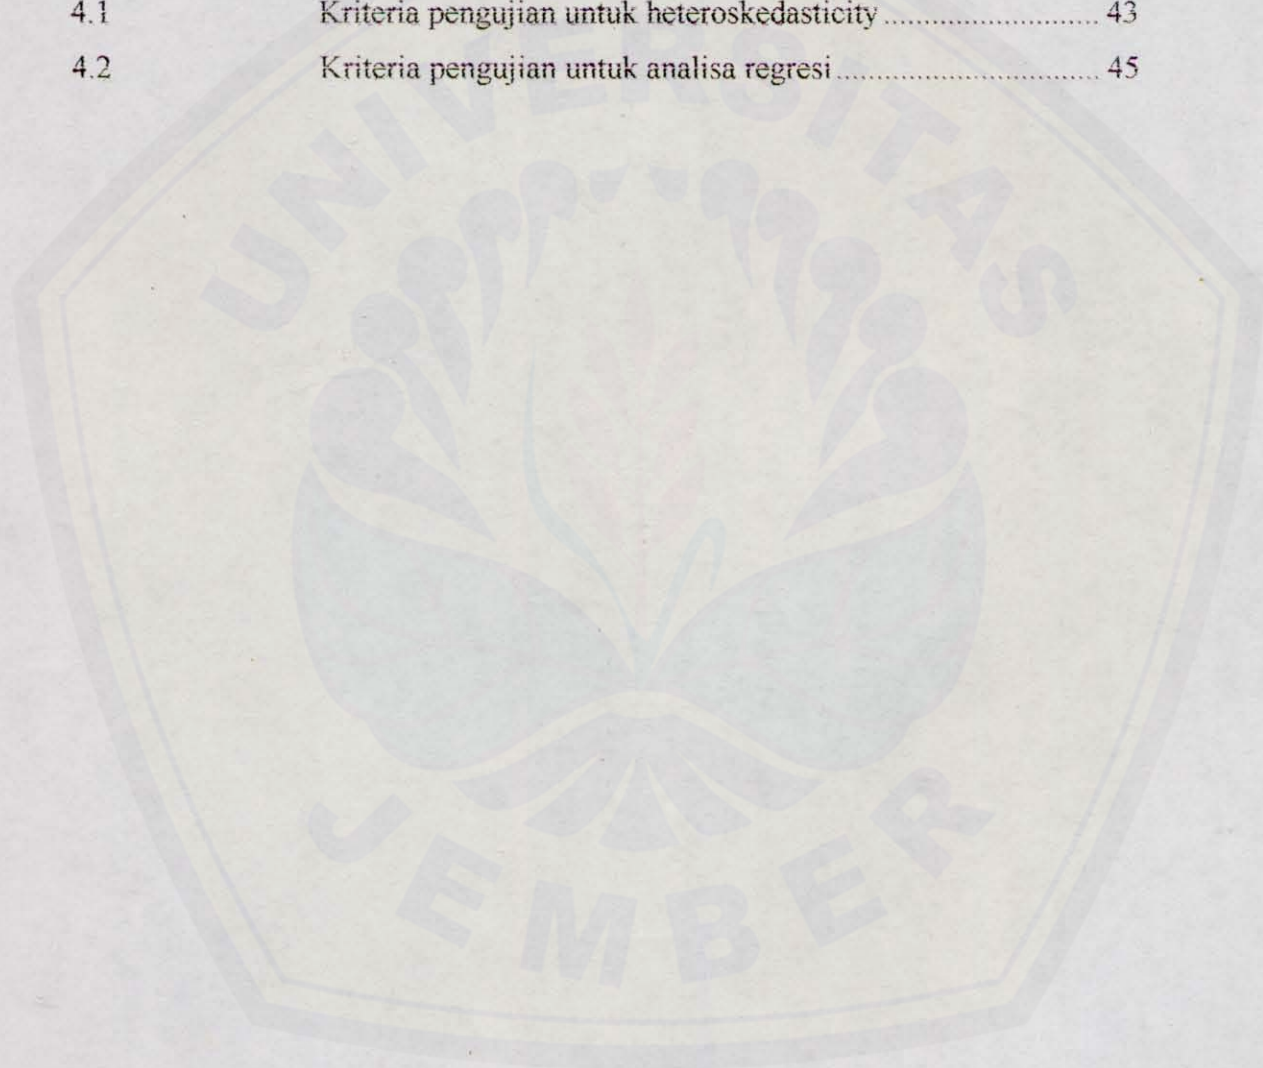 4.1 Kriteria pengujian untuk heteroskedasticity ............................ 43
4.2 Kriteria pengujian untuk analisa regresi .................................. 45
UNIVERSITAS
JEMBER